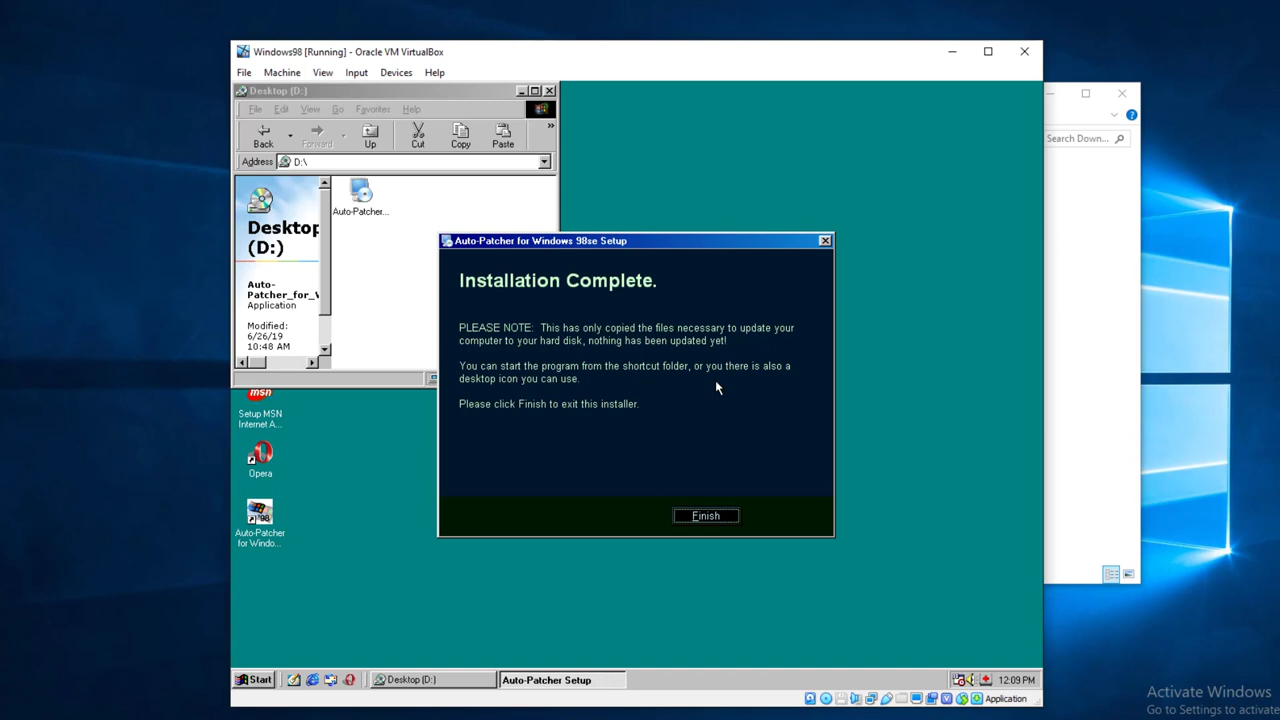 Windows98 [Running] - Oracle VM VirtualBox
File Machine View Input Devices Help
Desktop (D:)
File Edit View Go Favorites Help
Back Forward Up Cut Copy Paste »
Address D:\
Search Down...
Auto-Patcher...
Desktop
(D:)
Auto-
Patcher_for_
Application
Modified:
6/26/19
10:48 AM
Auto-Patcher for Windows 98se Setup
Installation Complete.
PLEASE NOTE: This has only copied the files necessary to update your
computer to your hard disk, nothing has been updated yet!
You can start the program from the shortcut folder, or you there is also a
desktop icon you can use.
Please click Finish to exit this installer.
Finish
msn
Setup MSN
Internet A...
Opera
98
Auto-Patcher
for Windo...
Start
Desktop (D:)
Auto-Patcher Setup
12:09 PM
Application
Activate Windows
Go to Settings to activate